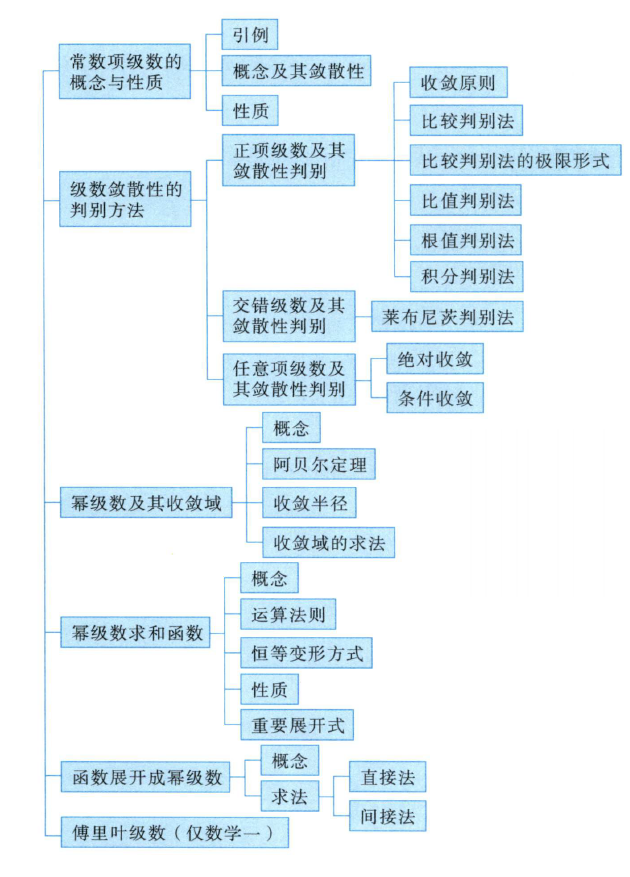 常数项级数的
概念与性质
引例
概念及其敛散性
性质
级数敛散性的
判别方法
正项级数及其
敛散性判别
收敛原则
比较判别法
比较判别法的极限形式
比值判别法
根值判别法
积分判别法
交错级数及其
敛散性判别
莱布尼茨判别法
任意项级数及
其敛散性判别
绝对收敛
条件收敛
幂级数及其收敛域
概念
阿贝尔定理
收敛半径
收敛域的求法
幂级数求和函数
概念
运算法则
恒等变形方式
性质
重要展开式
函数展开成幂级数
概念
求法
直接法
间接法
傅里叶级数（仅数学一）